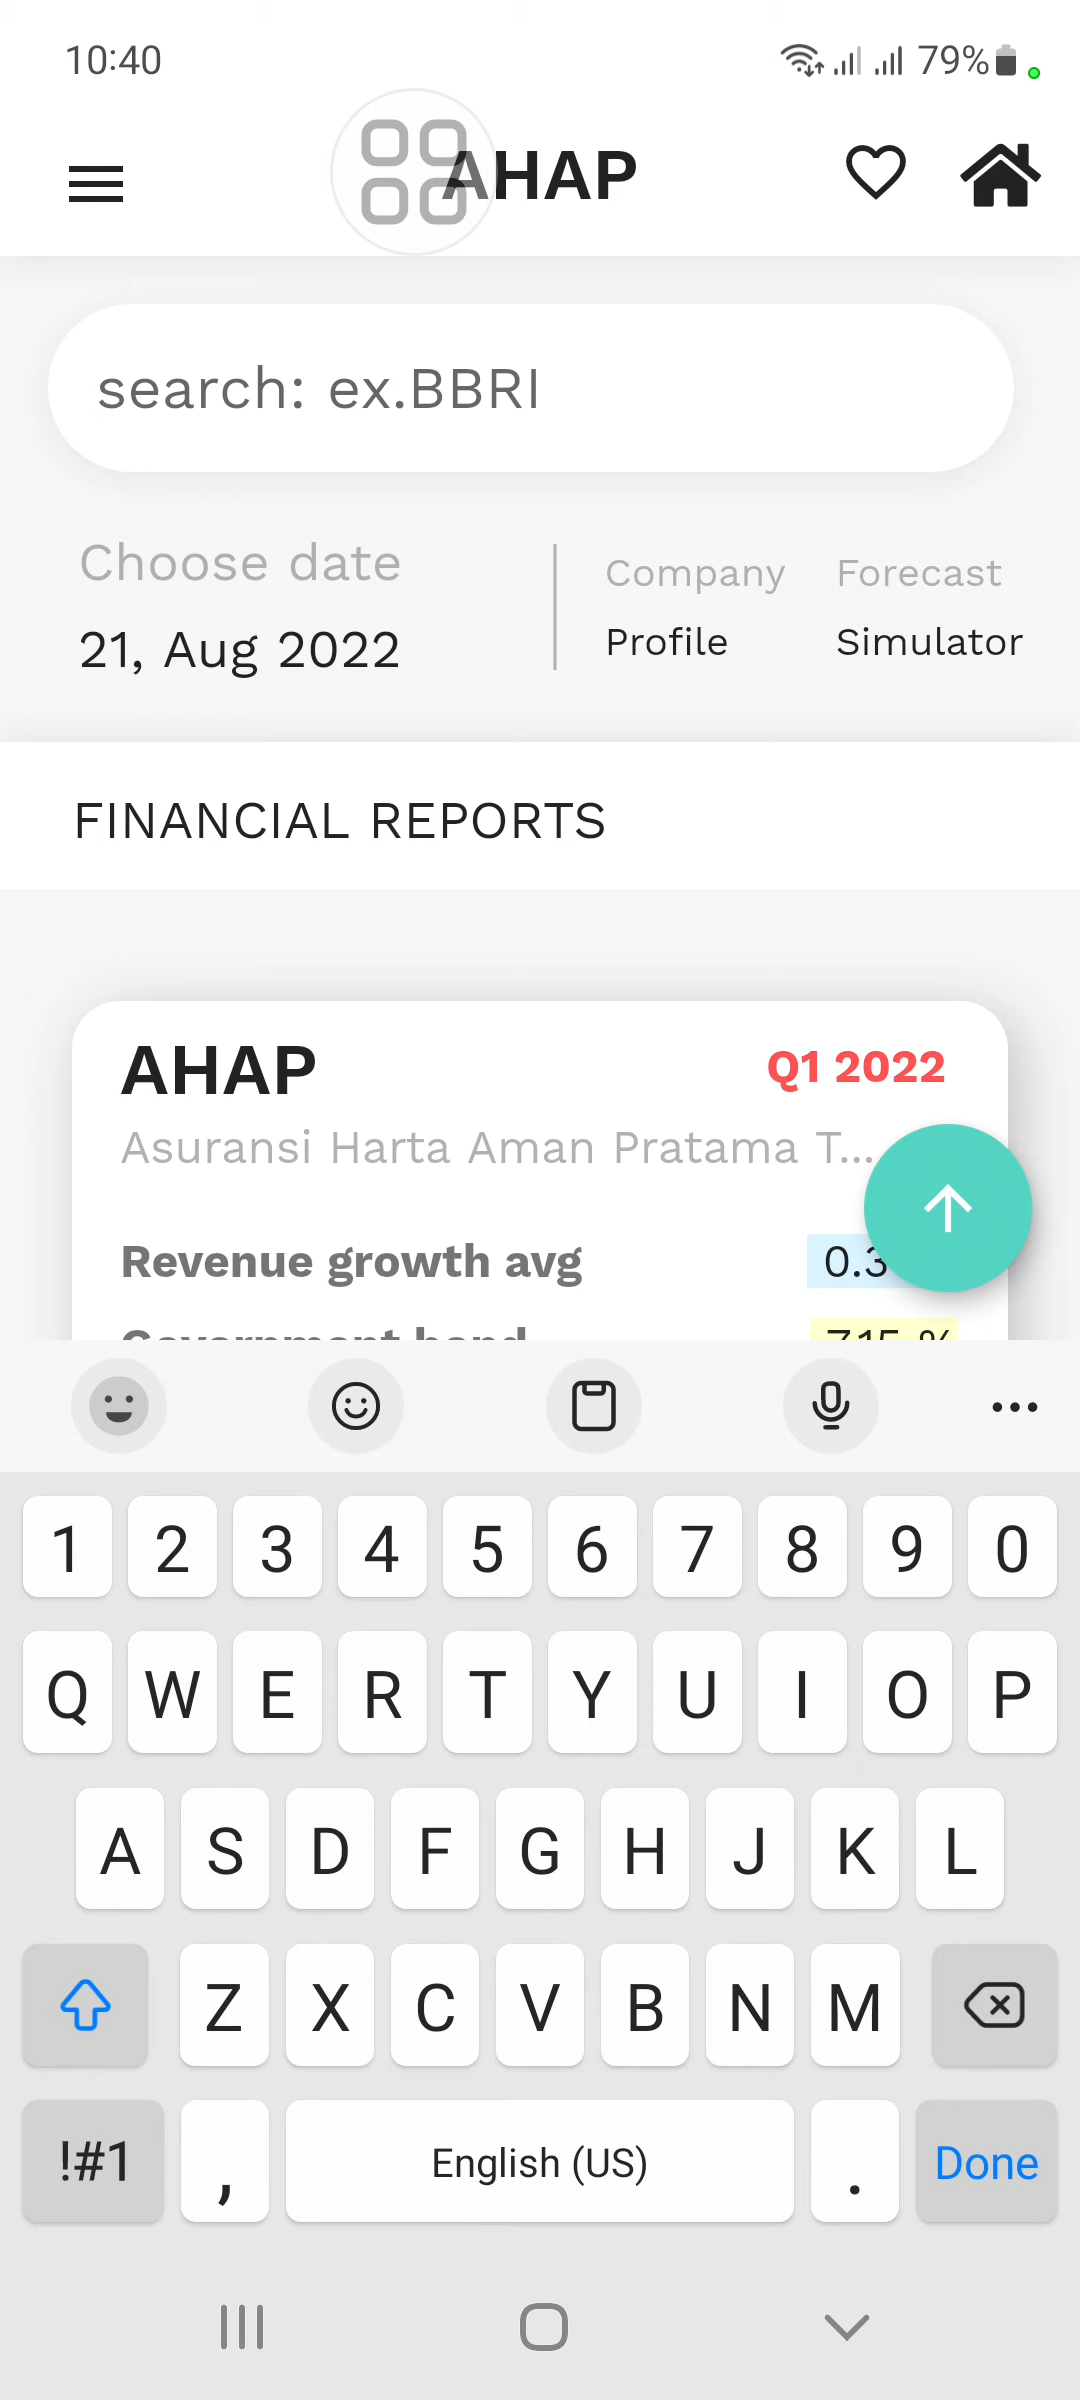 10:40 79%
AHAP
search: ex.BBRI
Choose date
21, Aug 2022
Company
Profile
Forecast
Simulator
FINANCIAL REPORTS
AHAP Q1 2022
Asuransi Harta Aman Pratama T...
Revenue growth avg 0.3
1 2 3 4 5 6 7 8 9 0
Q W E R T Y U I O P
A S D F G H J K L
Z X C V B N M
!#1 , English (US) . Done